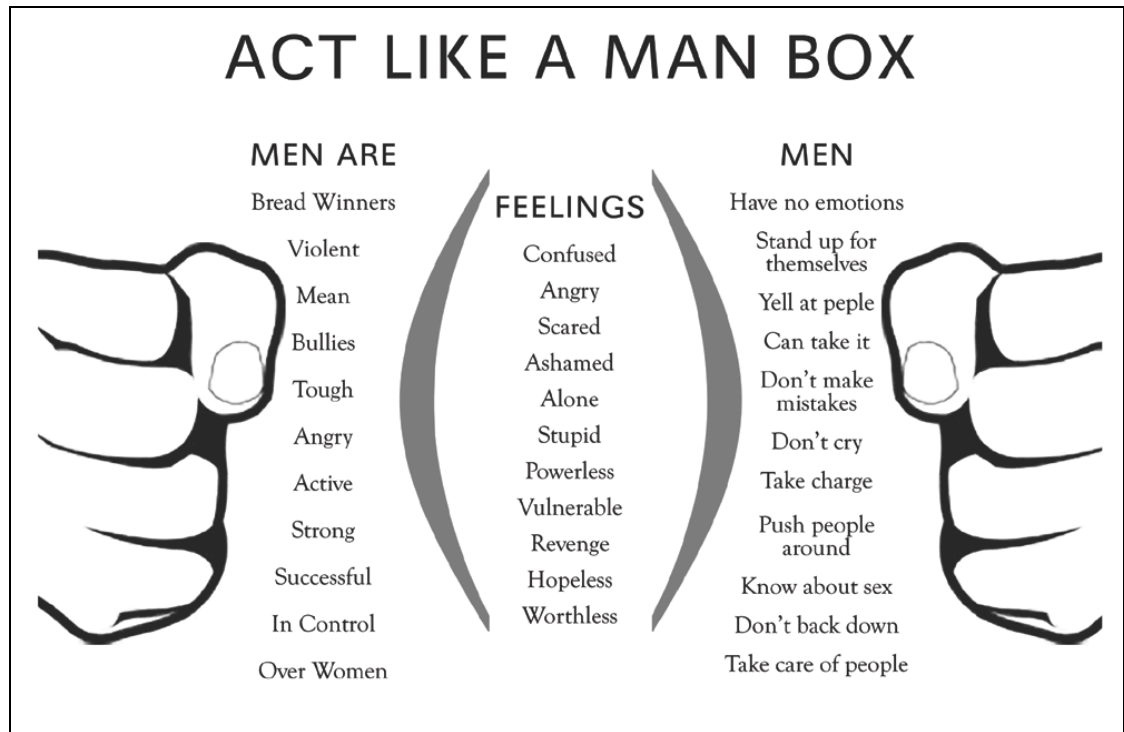 ACT LIKE A MAN BOX
MEN ARE
Bread Winners
Violent
Mean
Bullies
Tough
Angry
Active
Strong
Successful
In Control
Over Women
FEELINGS
Confused
Angry
Scared
Ashamed
Alone
Stupid
Powerless
Vulnerable
Revenge
Hopeless
Worthless
MEN
Have no emotions
Stand up for
themselves
Yell at peple
Can take it
Don't make
mistakes
Don't cry
Take charge
Push people
around
Know about sex
Don't back down
Take care of people